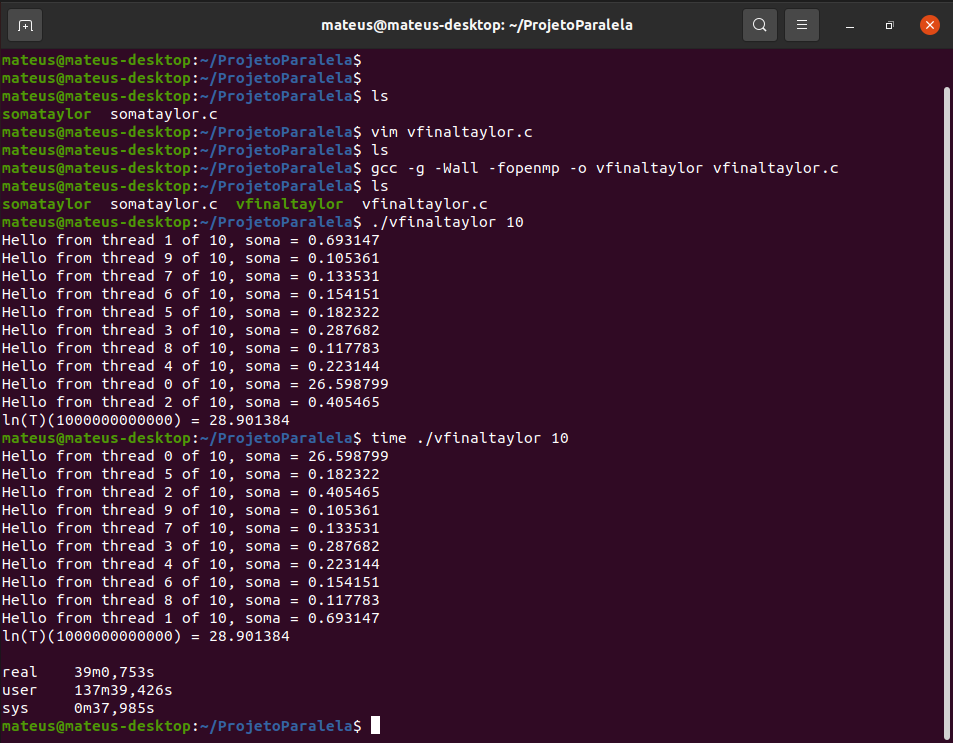 mateus@mateus-desktop: ~/ProjetoParalela
mateus@mateus-desktop:~/ProjetoParalela$
mateus@mateus-desktop:~/ProjetoParalela$
mateus@mateus-desktop:~/ProjetoParalela$ ls
somataylor  somataylor.c
mateus@mateus-desktop:~/ProjetoParalela$ vim vfinaltaylor.c
mateus@mateus-desktop:~/ProjetoParalela$ ls
mateus@mateus-desktop:~/ProjetoParalela$ gcc -g -Wall -fopenmp -o vfinaltaylor vfinaltaylor.c
mateus@mateus-desktop:~/ProjetoParalela$ ls
somataylor  somataylor.c  vfinaltaylor  vfinaltaylor.c
mateus@mateus-desktop:~/ProjetoParalela$ ./vfinaltaylor 10
Hello from thread 1 of 10, soma = 0.693147
Hello from thread 9 of 10, soma = 0.105361
Hello from thread 7 of 10, soma = 0.133531
Hello from thread 6 of 10, soma = 0.154151
Hello from thread 5 of 10, soma = 0.182322
Hello from thread 3 of 10, soma = 0.287682
Hello from thread 8 of 10, soma = 0.117783
Hello from thread 4 of 10, soma = 0.223144
Hello from thread 0 of 10, soma = 26.598799
Hello from thread 2 of 10, soma = 0.405465
ln(T)(1000000000000) = 28.901384
mateus@mateus-desktop:~/ProjetoParalela$ time ./vfinaltaylor 10
Hello from thread 0 of 10, soma = 26.598799
Hello from thread 5 of 10, soma = 0.182322
Hello from thread 2 of 10, soma = 0.405465
Hello from thread 9 of 10, soma = 0.105361
Hello from thread 7 of 10, soma = 0.133531
Hello from thread 3 of 10, soma = 0.287682
Hello from thread 4 of 10, soma = 0.223144
Hello from thread 6 of 10, soma = 0.154151
Hello from thread 8 of 10, soma = 0.117783
Hello from thread 1 of 10, soma = 0.693147
ln(T)(1000000000000) = 28.901384
real    39m0,753s
user    137m39,426s
sys     0m37,985s
mateus@mateus-desktop:~/ProjetoParalela$